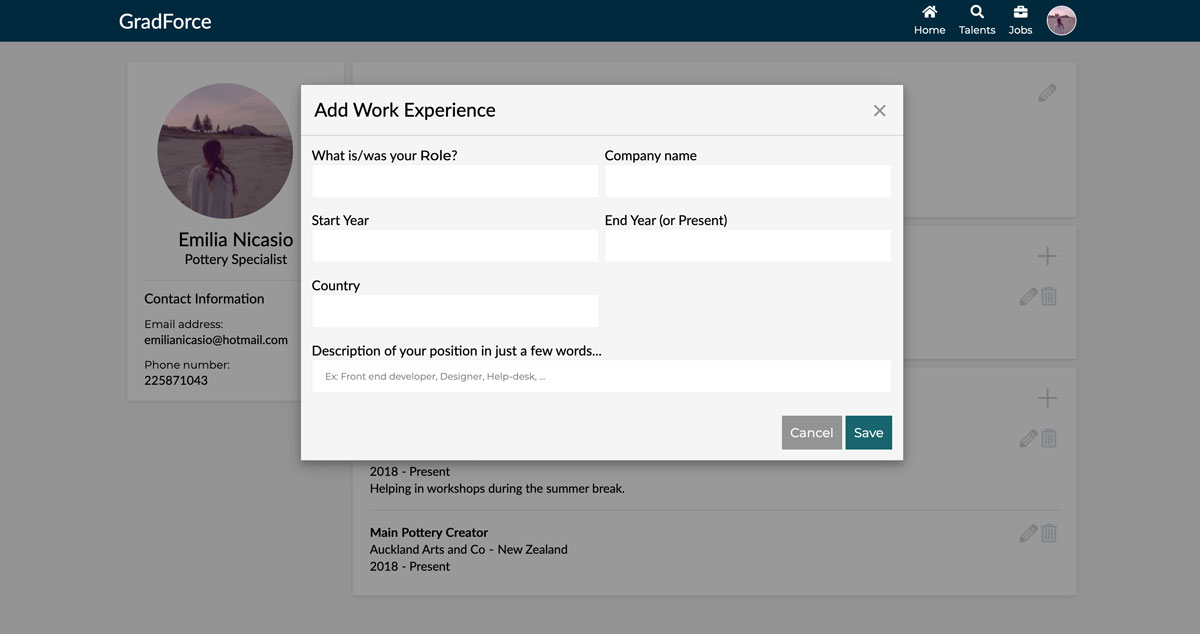 GradForce
Home Talents Jobs
Add Work Experience
What is/was your Role?
Company name
Start Year
End Year (or Present)
Country
Description of your position in just a few words...
Ex: Front end developer, Designer, Help-desk, ...
Cancel
Save
Emilia Nicasio
Pottery Specialist
Contact Information
Email address:
emilianicasio@hotmail.com
Phone number:
225871043
2018 - Present
Helping in workshops during the summer break.
Main Pottery Creator
Auckland Arts and Co - New Zealand
2018 - Present